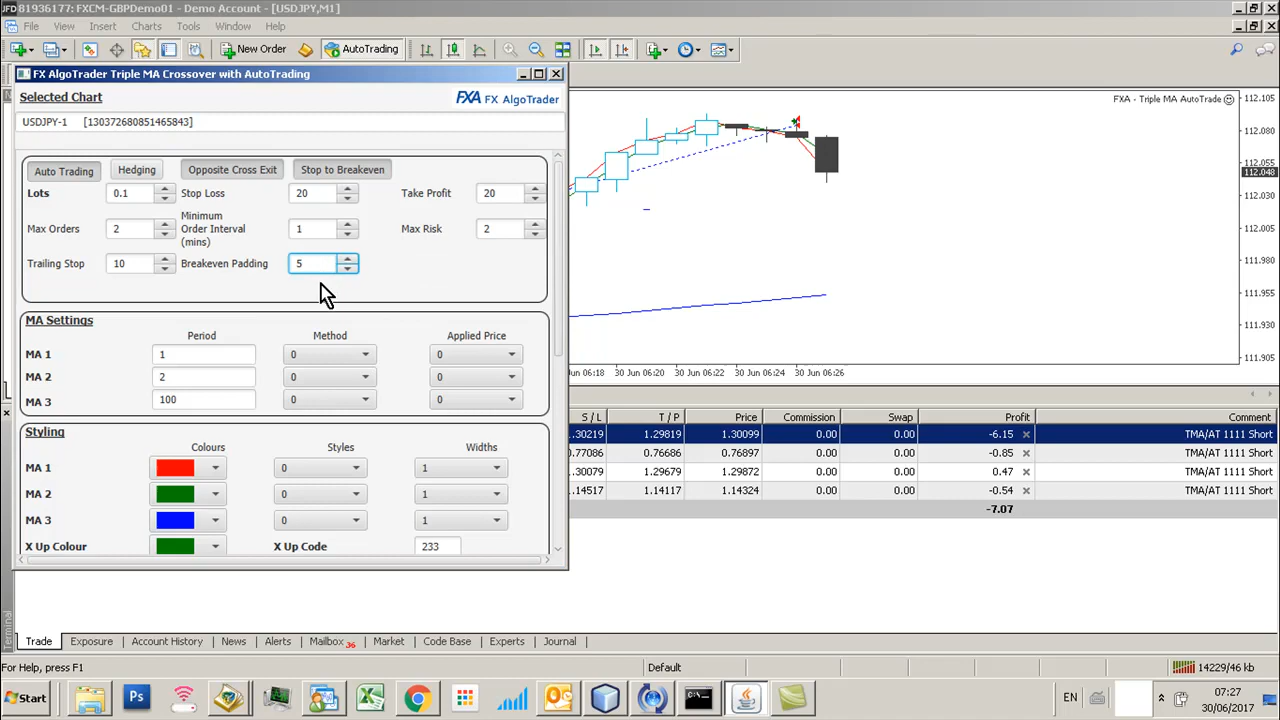 JFD 81936177: FXCM-GBPDemo01 - Demo Account - [USDJPY,M1]
File View Insert Charts Tools Window Help
New Order AutoTrading
FX AlgoTrader Triple MA Crossover with AutoTrading
Selected Chart FXA FX AlgoTrader
USDJPY-1 [130372680851465843]
Auto Trading Hedging Opposite Cross Exit Stop to Breakeven
Lots 0.1 Stop Loss 20 Take Profit 20
Max Orders 2 Minimum Order Interval (mins) 1 Max Risk 2
Trailing Stop 10 Breakeven Padding 5
MA Settings
Period Method Applied Price
MA 1 1 0 0
MA 2 2 0 0
MA 3 100 0 0
Styling
Colours Styles Widths
MA 1 0 1
MA 2 0 1
MA 3 0 1
X Up Colour X Up Code 233
FXA - Triple MA AutoTrade
112.105
112.080
112.055
112.048
112.030
112.005
111.980
111.955
111.930
111.905
Jun 06:18 30 Jun 06:20 30 Jun 06:22 30 Jun 06:24 30 Jun 06:26
S / L T / P Price Commission Swap Profit Comment
1.30219 1.29819 1.30099 0.00 0.00 -6.15 TMA/AT 1111 Short
0.77086 0.76686 0.76897 0.00 0.00 -0.85 TMA/AT 1111 Short
1.30079 1.29679 1.29872 0.00 0.00 0.47 TMA/AT 1111 Short
1.14517 1.14117 1.14324 0.00 0.00 -0.54 TMA/AT 1111 Short
-7.07
Terminal
Trade Exposure Account History News Alerts Mailbox 36 Market Code Base Experts Journal
For Help, press F1 Default 14229/46 kb
Start Ps EN 07:27
30/06/2017